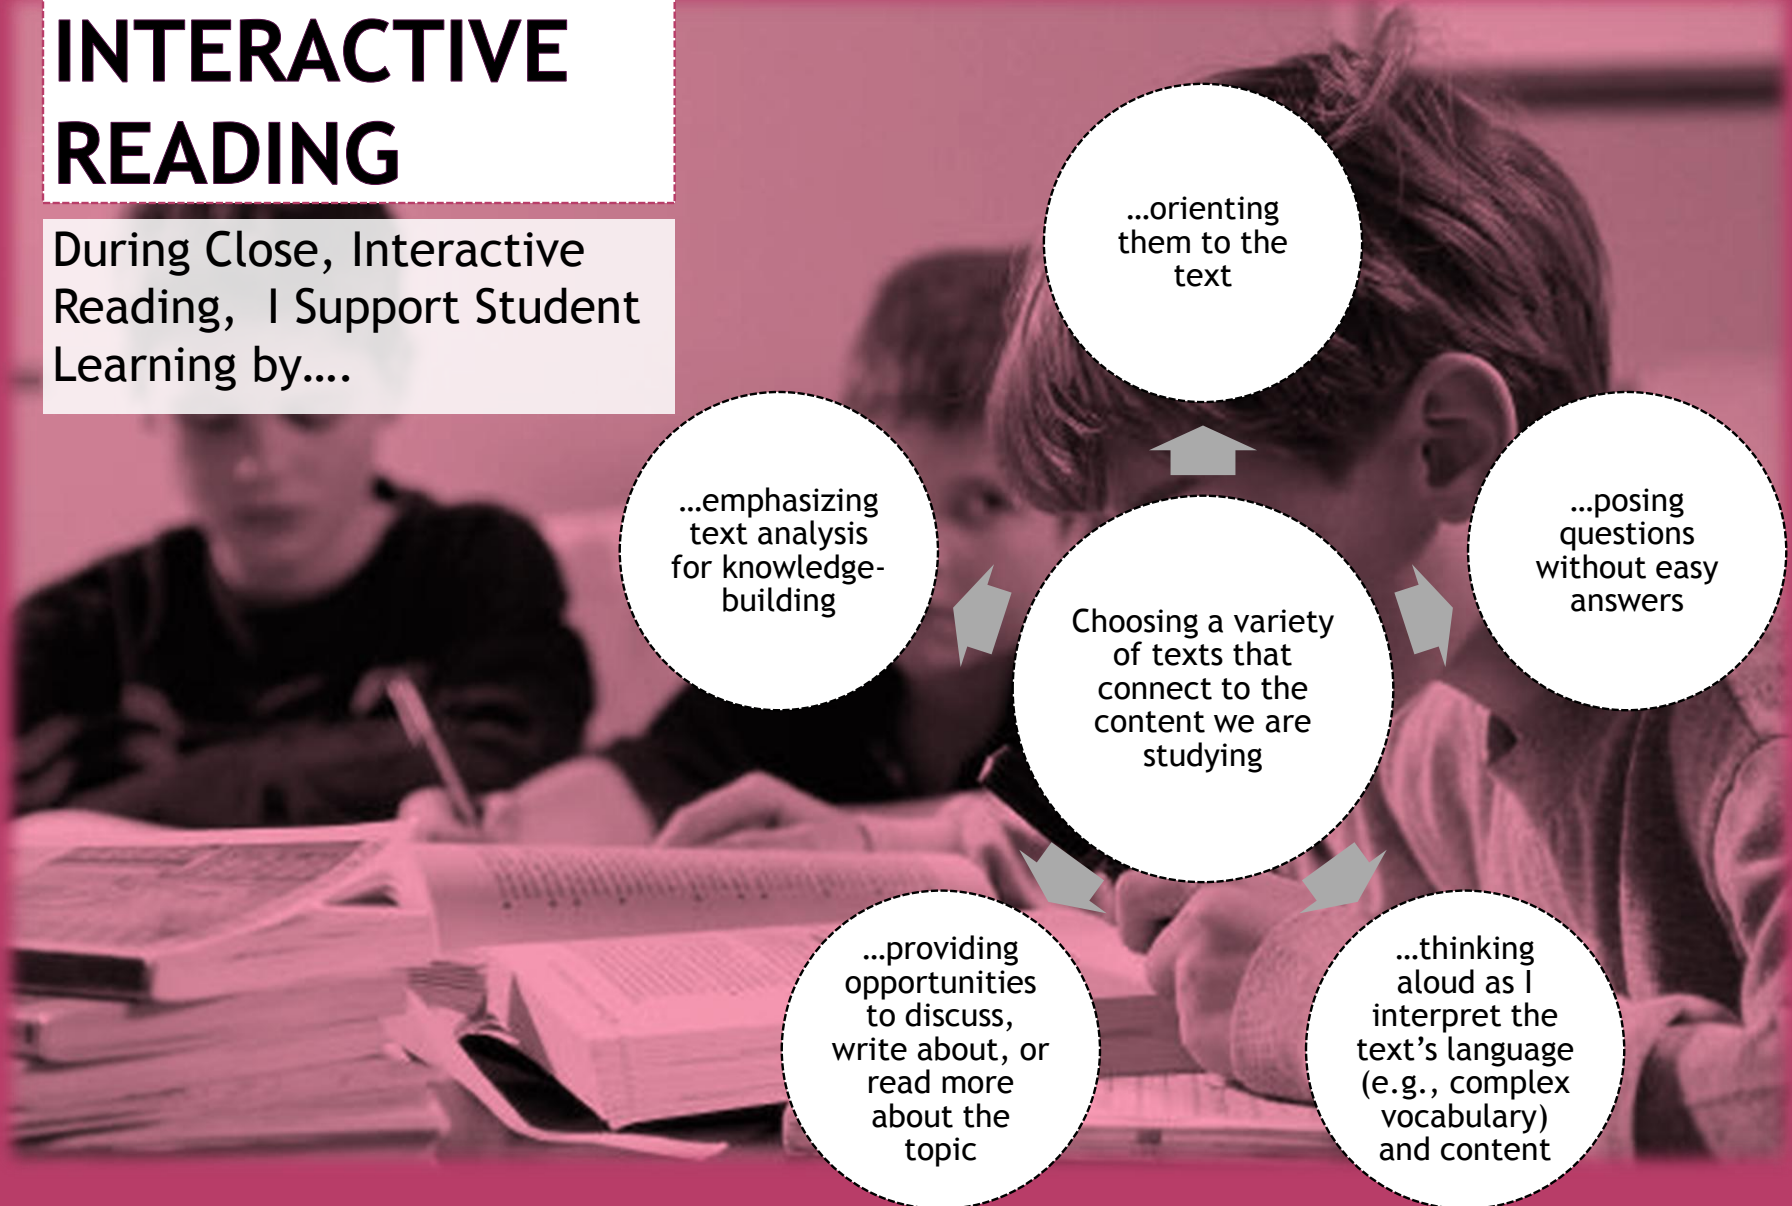 INTERACTIVE
READING
During Close, Interactive
Reading,  I Support Student
Learning by….
…orienting
them to the
text
…emphasizing
text analysis
for knowledge-
building
…posing
questions
without easy
answers
Choosing a variety
of texts that
connect to the
content we are
studying
…providing
opportunities
to discuss,
write about, or
read more
about the
topic
…thinking
aloud as I
interpret the
text’s language
(e.g., complex
vocabulary)
and content